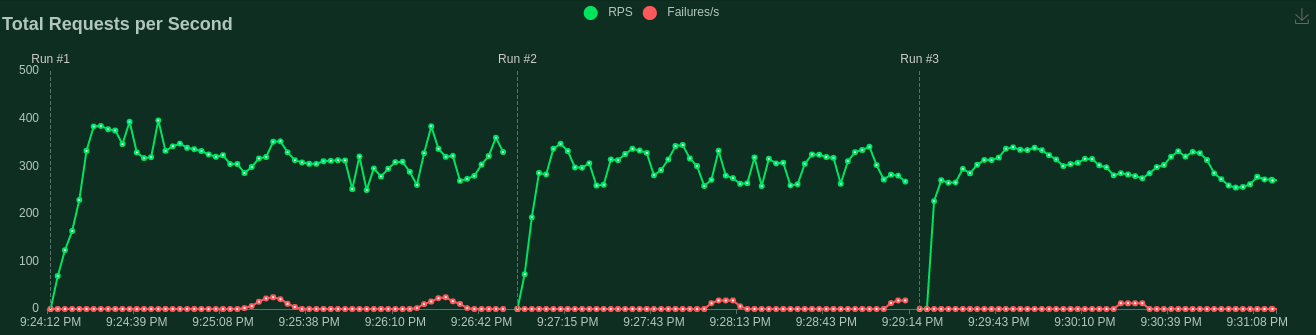 RPS Failures/s
Total Requests per Second
Run #1 Run #2 Run #3
500
400
300
200
100
0
9:24:12 PM 9:24:39 PM 9:25:08 PM 9:25:38 PM 9:26:10 PM 9:26:42 PM 9:27:15 PM 9:27:43 PM 9:28:13 PM 9:28:43 PM 9:29:14 PM 9:29:43 PM 9:30:10 PM 9:30:39 PM 9:31:08 PM